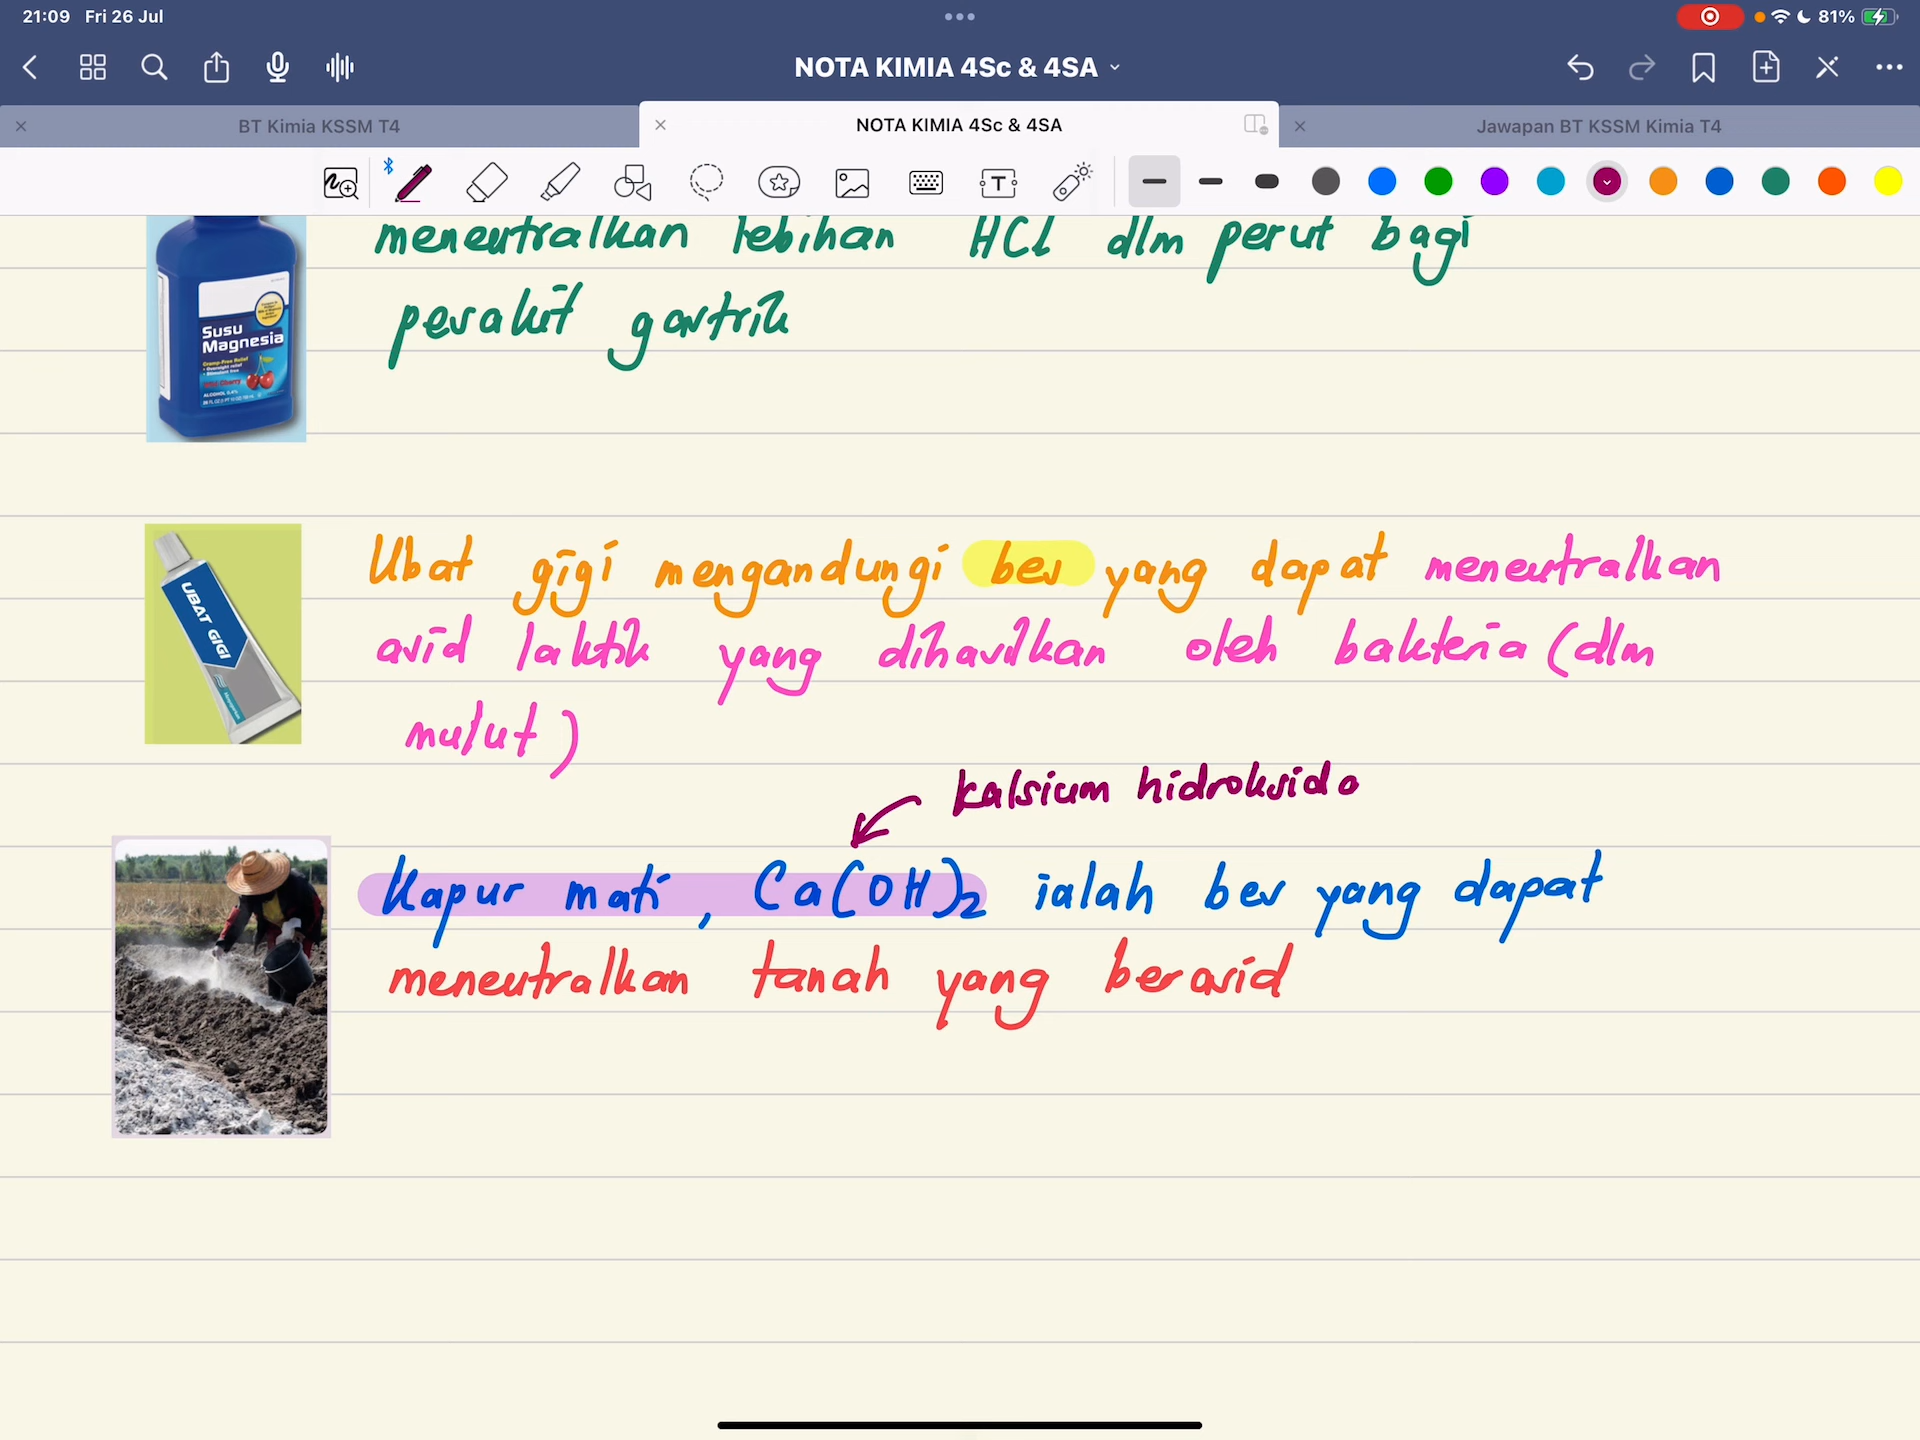 21:09 Fri 26 Jul
81%
NOTA KIMIA 4Sc & 4SA
BT Kimia KSSM T4
NOTA KIMIA 4Sc & 4SA
Jawapan BT KSSM Kimia T4
T
meneutralkan lebihan HCl dlm perut bagi
pesakit gastrik
Susu
Magnesia
Ubat gigi mengandungi bes yang dapat meneutralkan
asid laktik yang dihasilkan oleh bakteria (dlm
mulut)
UBAT GIGI
kalsium hidroksida
Kapur mati, Ca(OH)2 ialah bes yang dapat
meneutralkan tanah yang berasid